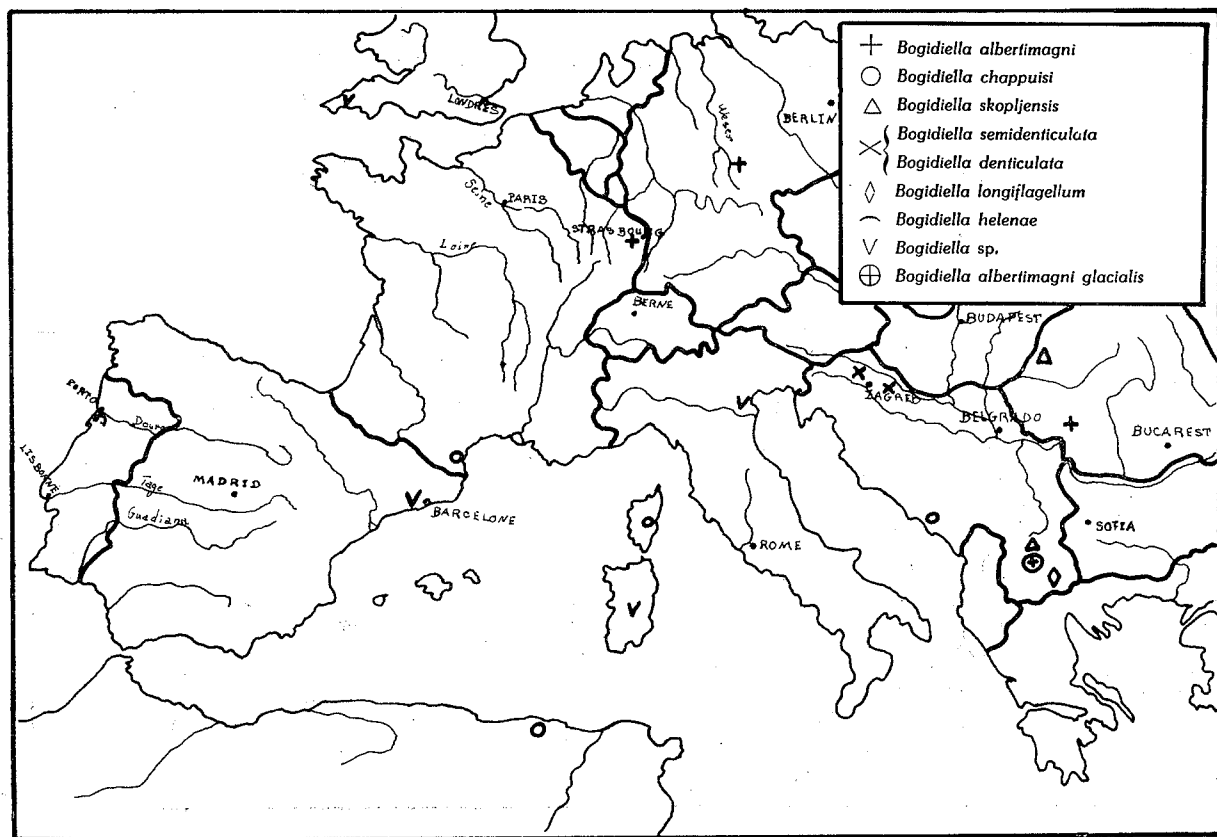 Bogidiella albertimagni
Bogidiella chappuisi
Bogidiella skopljensis
Bogidiella semidenticulata
Bogidiella denticulata
Bogidiella longiflagellum
Bogidiella helenae
Bogidiella sp.
Bogidiella albertimagni glacialis
LONDRES
BERLIN
Weser
Seine
PARIS
STRASBOURG
Loire
BERNE
BUDAPEST
ZAGREB
BELGRADO
BUCAREST
PORTO
Douro
LISBONNE
MADRID
Tage
Guadiana
BARCELONE
ROME
SOFIA